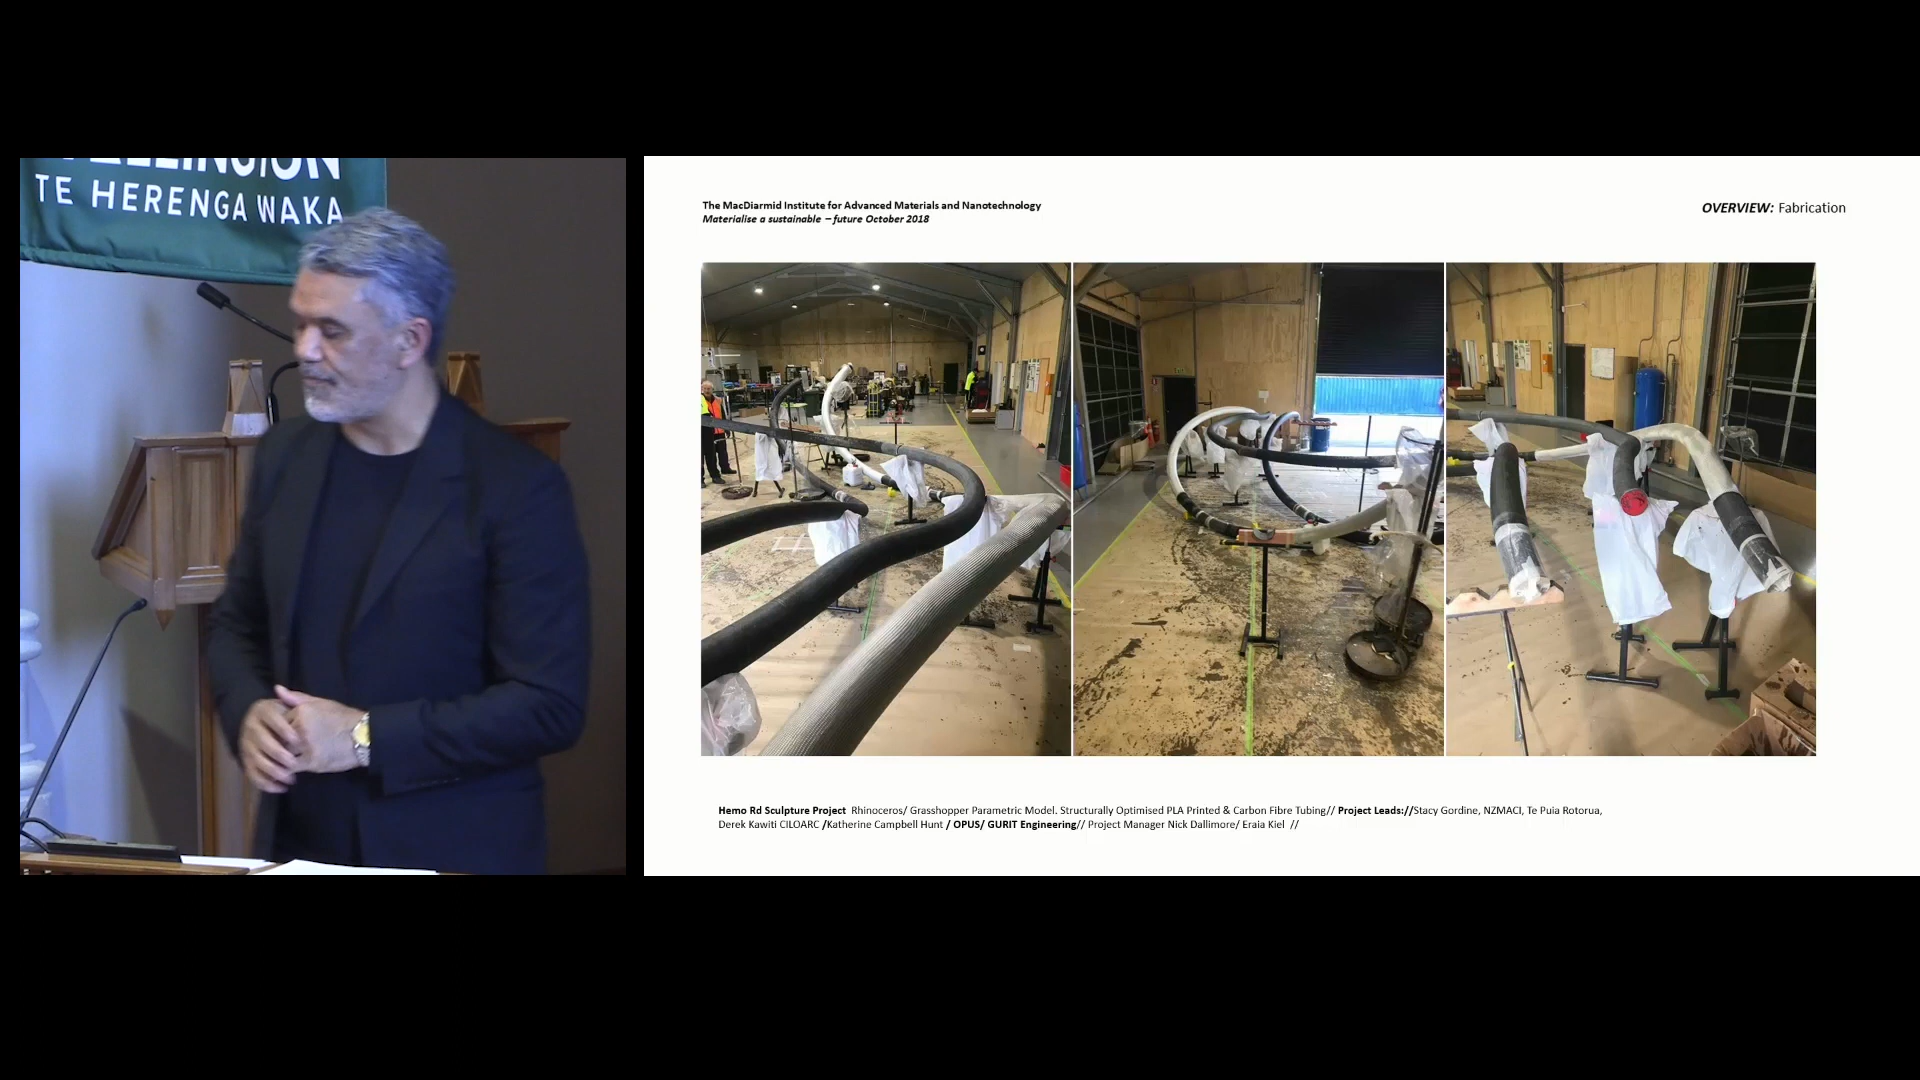 TE HERENGA WAKA
The MacDiarmid Institute for Advanced Materials and Nanotechnology
Materialise a sustainable – future October 2018
OVERVIEW: Fabrication
Hemo Rd Sculpture Project Rhinoceros/ Grasshopper Parametric Model. Structurally Optimised PLA Printed & Carbon Fibre Tubing// Project Leads://Stacy Gordine, NZMACI, Te Puia Rotorua,
Derek Kawiti CILOARC /Katherine Campbell Hunt / OPUS/ GURIT Engineering// Project Manager Nick Dallimore/ Eraia Kiel //